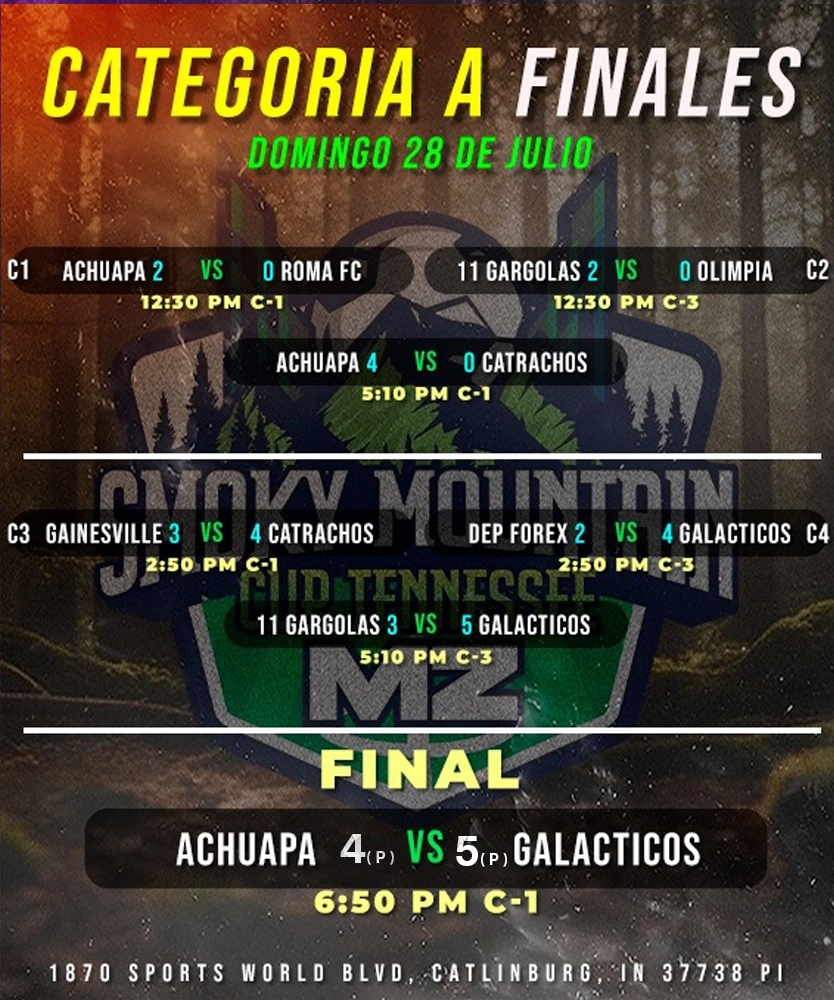 CATEGORIA A FINALES
DOMINGO 28 DE JULIO
C1 ACHUAPA 2 VS 0 ROMA FC
12:30 PM C-1
11 GARGOLAS 2 VS 0 OLIMPIA C2
12:30 PM C-3
ACHUAPA 4 VS 0 CATRACHOS
5:10 PM C-1
SMOKY MOUNTAIN
C3 GAINESVILLE 3 VS 4 CATRACHOS
2:50 PM C-1
DEP FOREX 2 VS 4 GALACTICOS C4
2:50 PM C-3
CUP TENNESSEE
11 GARGOLAS 3 VS 5 GALACTICOS
5:10 PM C-3
MZ
FINAL
ACHUAPA 4(P) VS 5(P) GALACTICOS
6:50 PM C-1
1870 SPORTS WORLD BLVD, CATLINBURG, IN 37738 PI